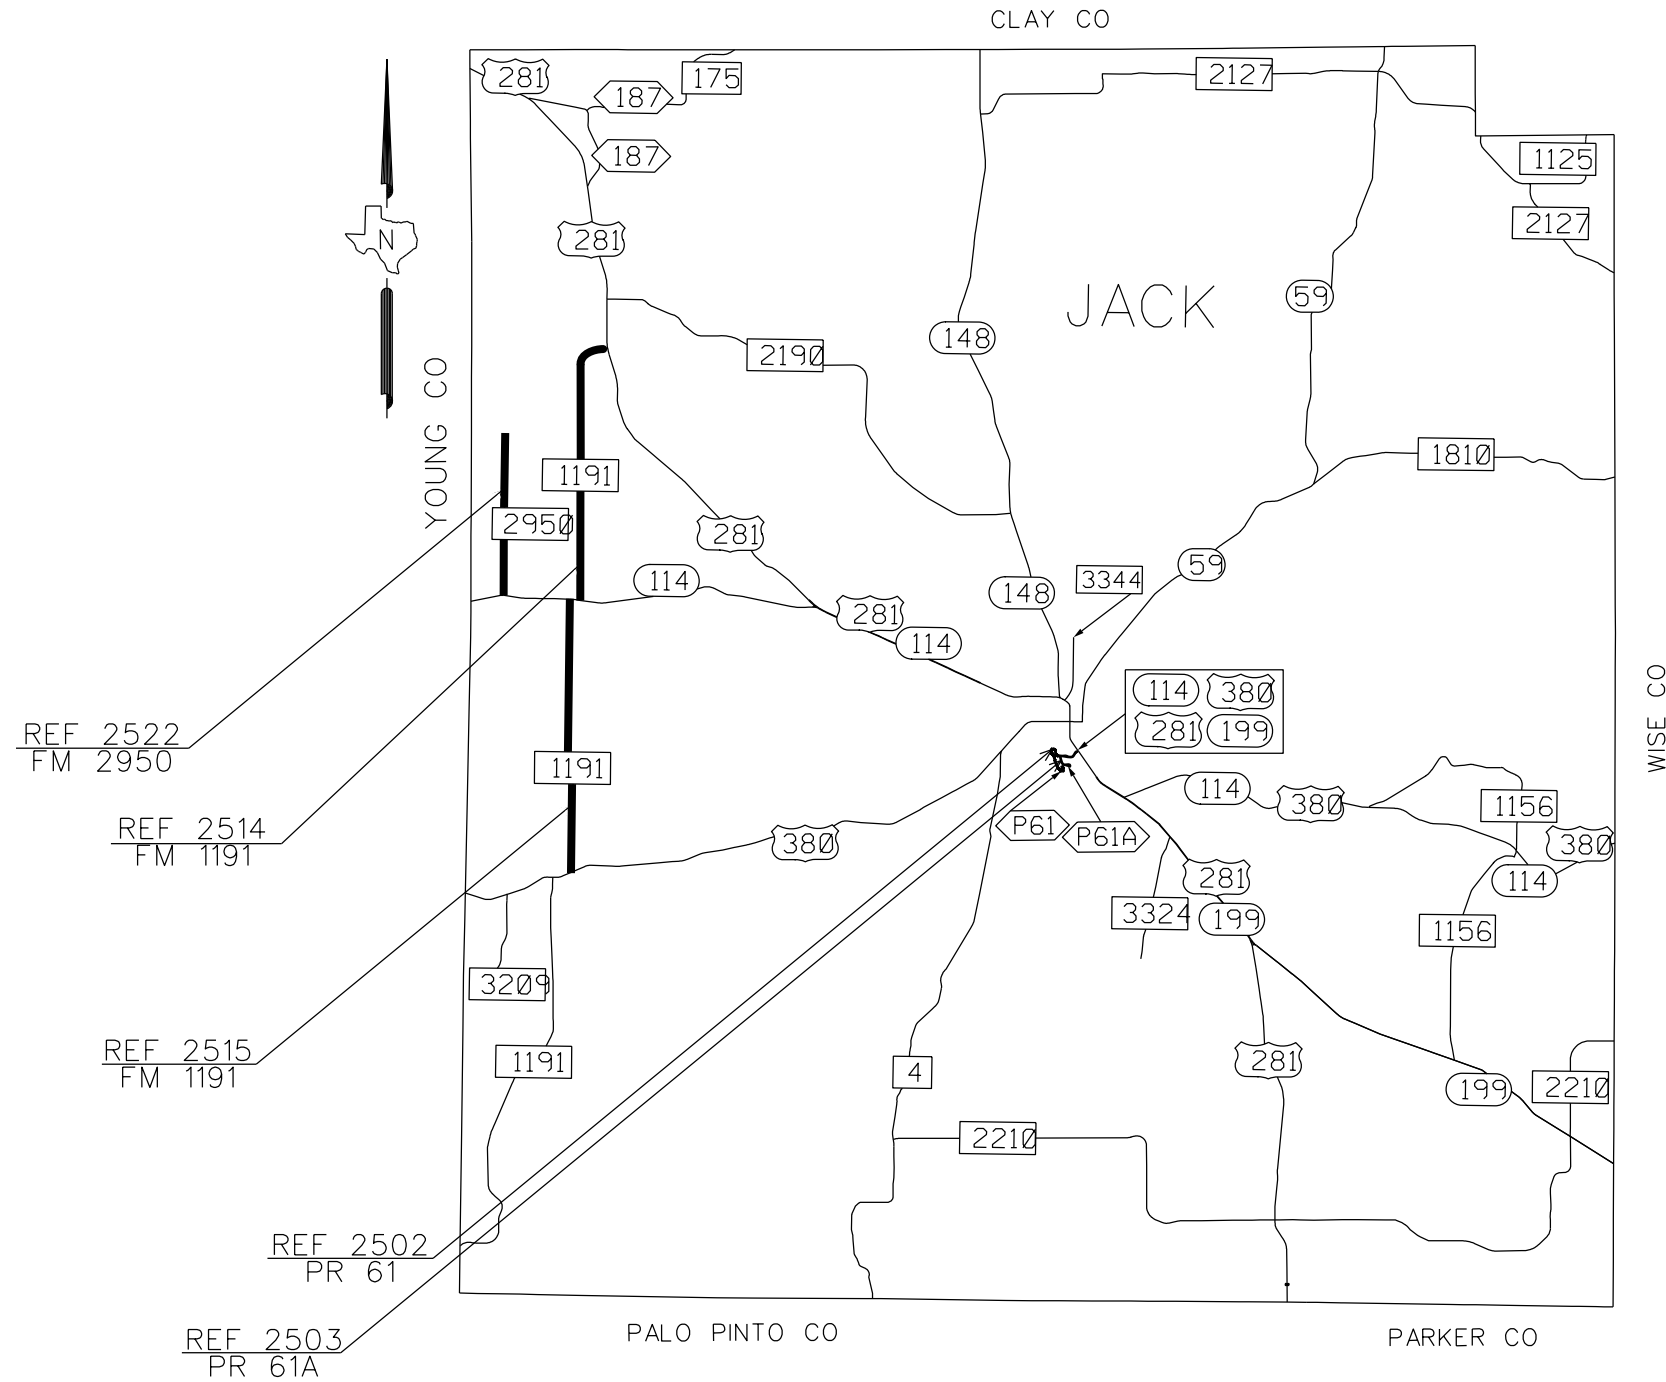 CLAY CO
281
187
175
2127
187
1125
2127
N
281
JACK
59
148
2190
YOUNG CO
1810
1191
2950
281
59
114
148
3344
281
114
WISE CO
114 380
281 199
REF 2522
FM 2950
1191
114
380
1156
P61
P61A
REF 2514
FM 1191
380
380
281
114
3324
199
1156
3209
REF 2515
FM 1191
1191
281
4
199
2210
2210
REF 2502
PR 61
REF 2503
PR 61A
PALO PINTO CO
PARKER CO